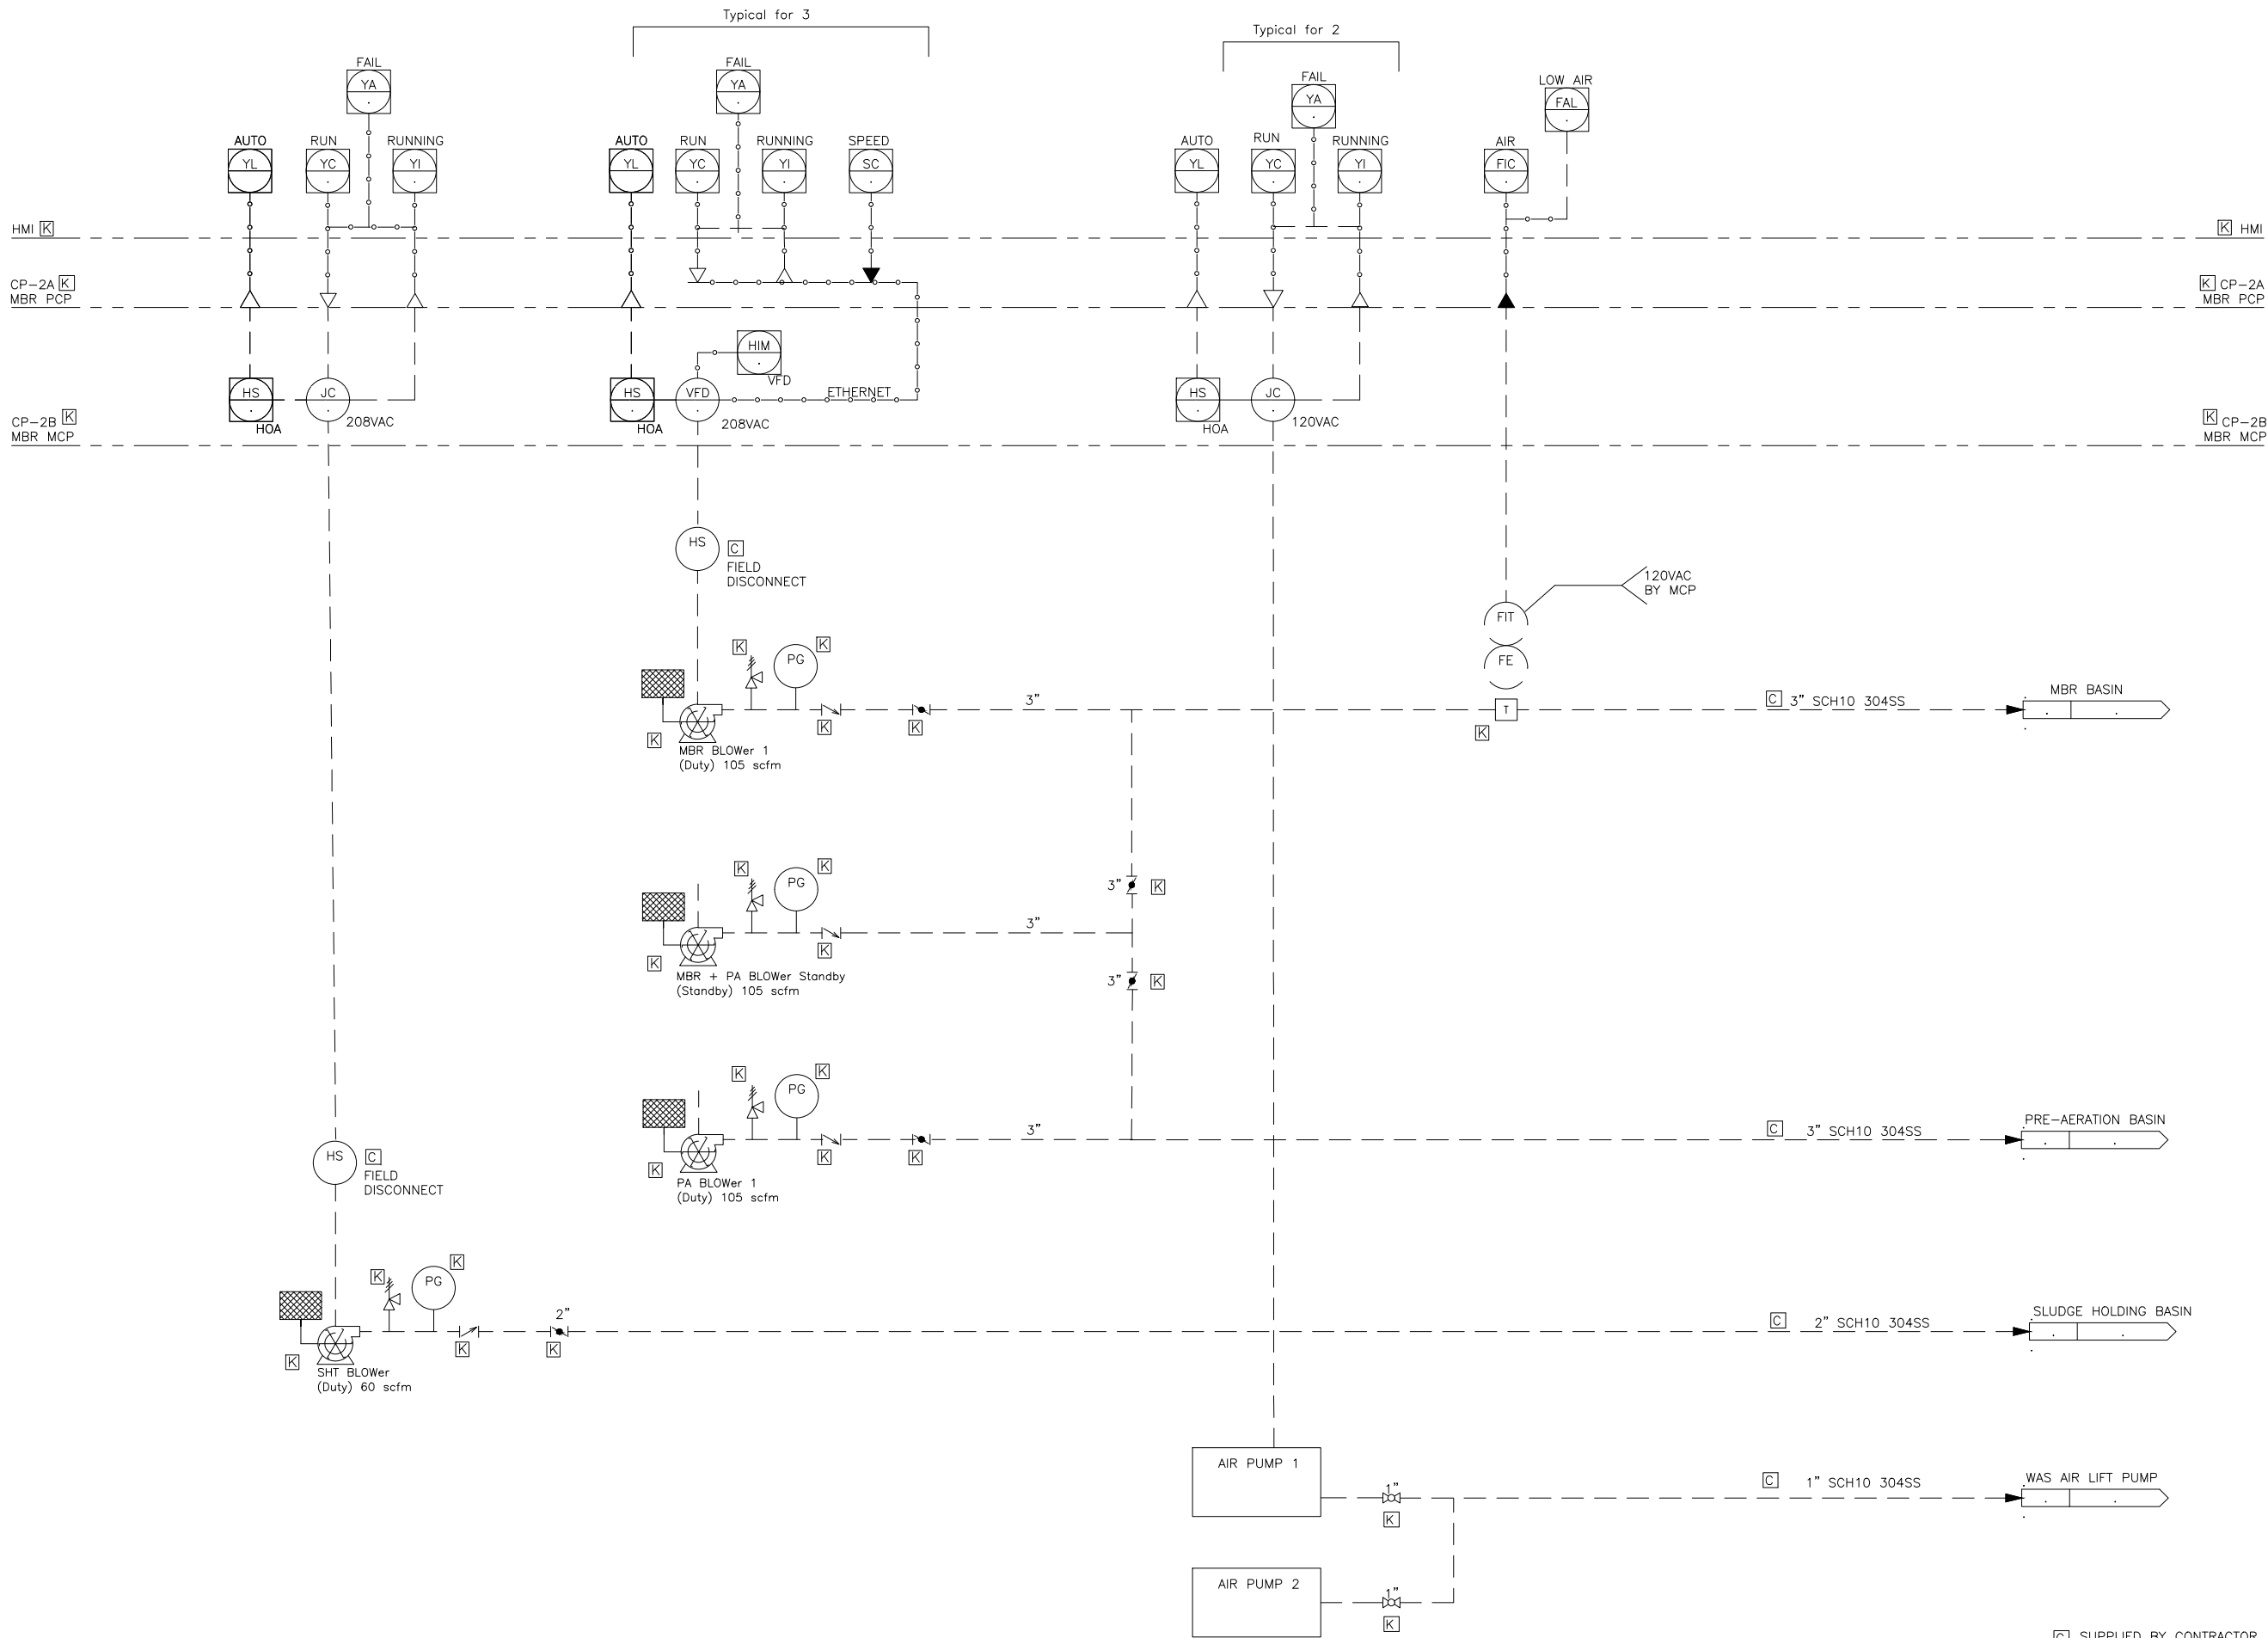 Typical for 3
Typical for 2
FAIL
YA
AUTO
YL
RUN
YC
RUNNING
YI
FAIL
YA
AUTO
YL
RUN
YC
RUNNING
YI
SPEED
SC
FAIL
YA
AUTO
YL
RUN
YC
RUNNING
YI
LOW AIR
FAL
AIR
FIC
HMI K
K HMI
CP-2A K
MBR PCP
K CP-2A
MBR PCP
HS
HOA
JC
208VAC
HIM
VFD
HS
HOA
VFD
208VAC
ETHERNET
HS
HOA
JC
120VAC
CP-2B K
MBR MCP
K CP-2B
MBR MCP
HS
C
FIELD
DISCONNECT
120VAC
BY MCP
FIT
FE
T
K
K
PG
K
K
K
K
3"
C 3" SCH10 304SS
MBR BASIN
MBR BLOWer 1
(Duty) 105 scfm
K
PG
K
K
K
3"
3"
K
3"
K
MBR + PA BLOWer Standby
(Standby) 105 scfm
K
PG
K
K
K
K
3"
C 3" SCH10 304SS
PRE-AERATION BASIN
PA BLOWer 1
(Duty) 105 scfm
HS
C
FIELD
DISCONNECT
K
PG
K
K
K
K
2"
C 2" SCH10 304SS
SLUDGE HOLDING BASIN
SHT BLOWer
(Duty) 60 scfm
AIR PUMP 1
1"
K
C 1" SCH10 304SS
WAS AIR LIFT PUMP
AIR PUMP 2
1"
K
C SUPPLIED BY CONTRACTOR